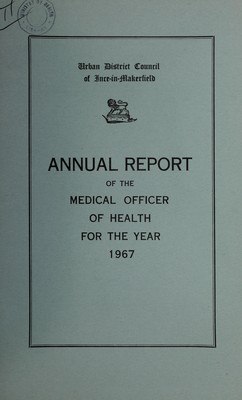 Urban District Council
of Ince-in-Makerfield
ANNUAL REPORT
OF THE
MEDICAL OFFICER
OF HEALTH
FOR THE YEAR
1967